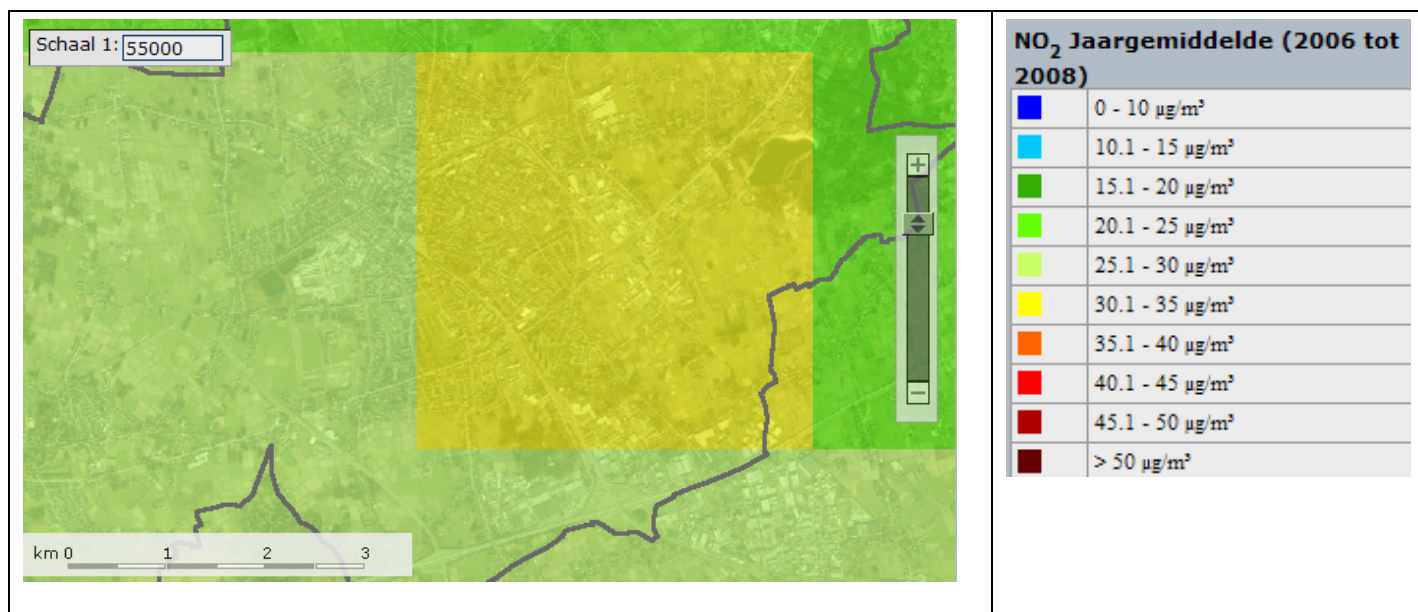 Schaal 1: 55000
km 0 1 2 3
NO₂ Jaargemiddelde (2006 tot
2008)
0 - 10 µg/m³
10.1 - 15 µg/m³
15.1 - 20 µg/m³
20.1 - 25 µg/m³
25.1 - 30 µg/m³
30.1 - 35 µg/m³
35.1 - 40 µg/m³
40.1 - 45 µg/m³
45.1 - 50 µg/m³
> 50 µg/m³